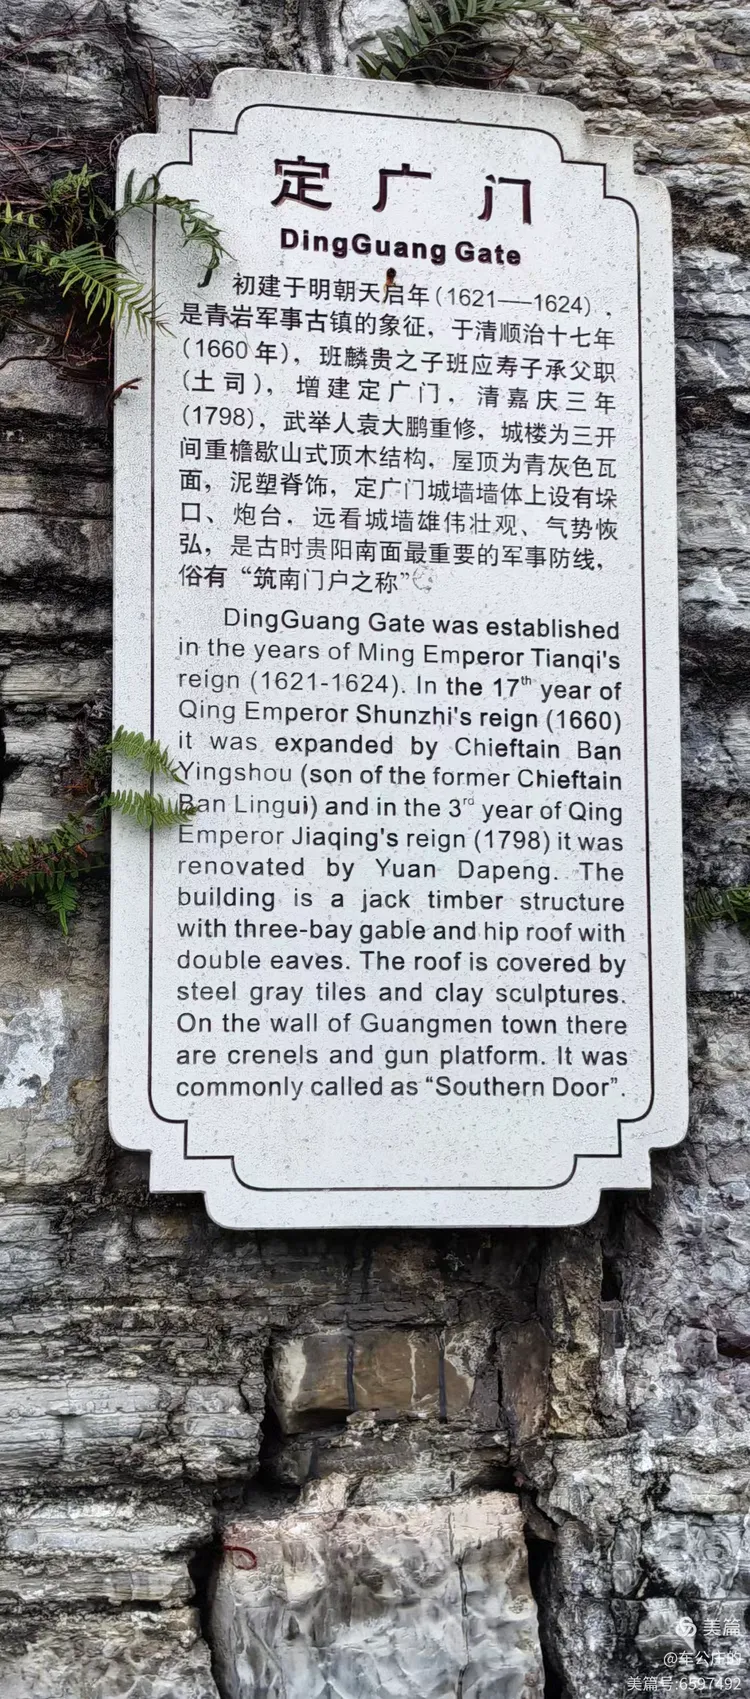 定广门
DingGuang Gate
初建于明朝天启年(1621——1624),
是青岩军事古镇的象征，于清顺治十七年
(1660年)，班麟贵之子班应寿子承父职
(土司)，增建定广门，清嘉庆三年
(1798)，武举人袁大鹏重修，城楼为三开
间重檐歇山式顶木结构，屋顶为青灰色瓦
面，泥塑脊饰，定广门城墙墙体上设有垛
口、炮台，远看城墙雄伟壮观、气势恢
弘，是古时贵阳南面最重要的军事防线，
俗有“筑南门户之称”
DingGuang Gate was established
in the years of Ming Emperor Tianqi's
reign (1621-1624). In the 17th year of
Qing Emperor Shunzhi's reign (1660)
it was expanded by Chieftain Ban
Yingshou (son of the former Chieftain
Ban Lingui) and in the 3rd year of Qing
Emperor Jiaqing's reign (1798) it was
renovated by Yuan Dapeng. The
building is a jack timber structure
with three-bay gable and hip roof with
double eaves. The roof is covered by
steel gray tiles and clay sculptures.
On the wall of Guangmen town there
are crenels and gun platform. It was
commonly called as “Southern Door”.
美篇
@车公庄的
美篇号:6597492